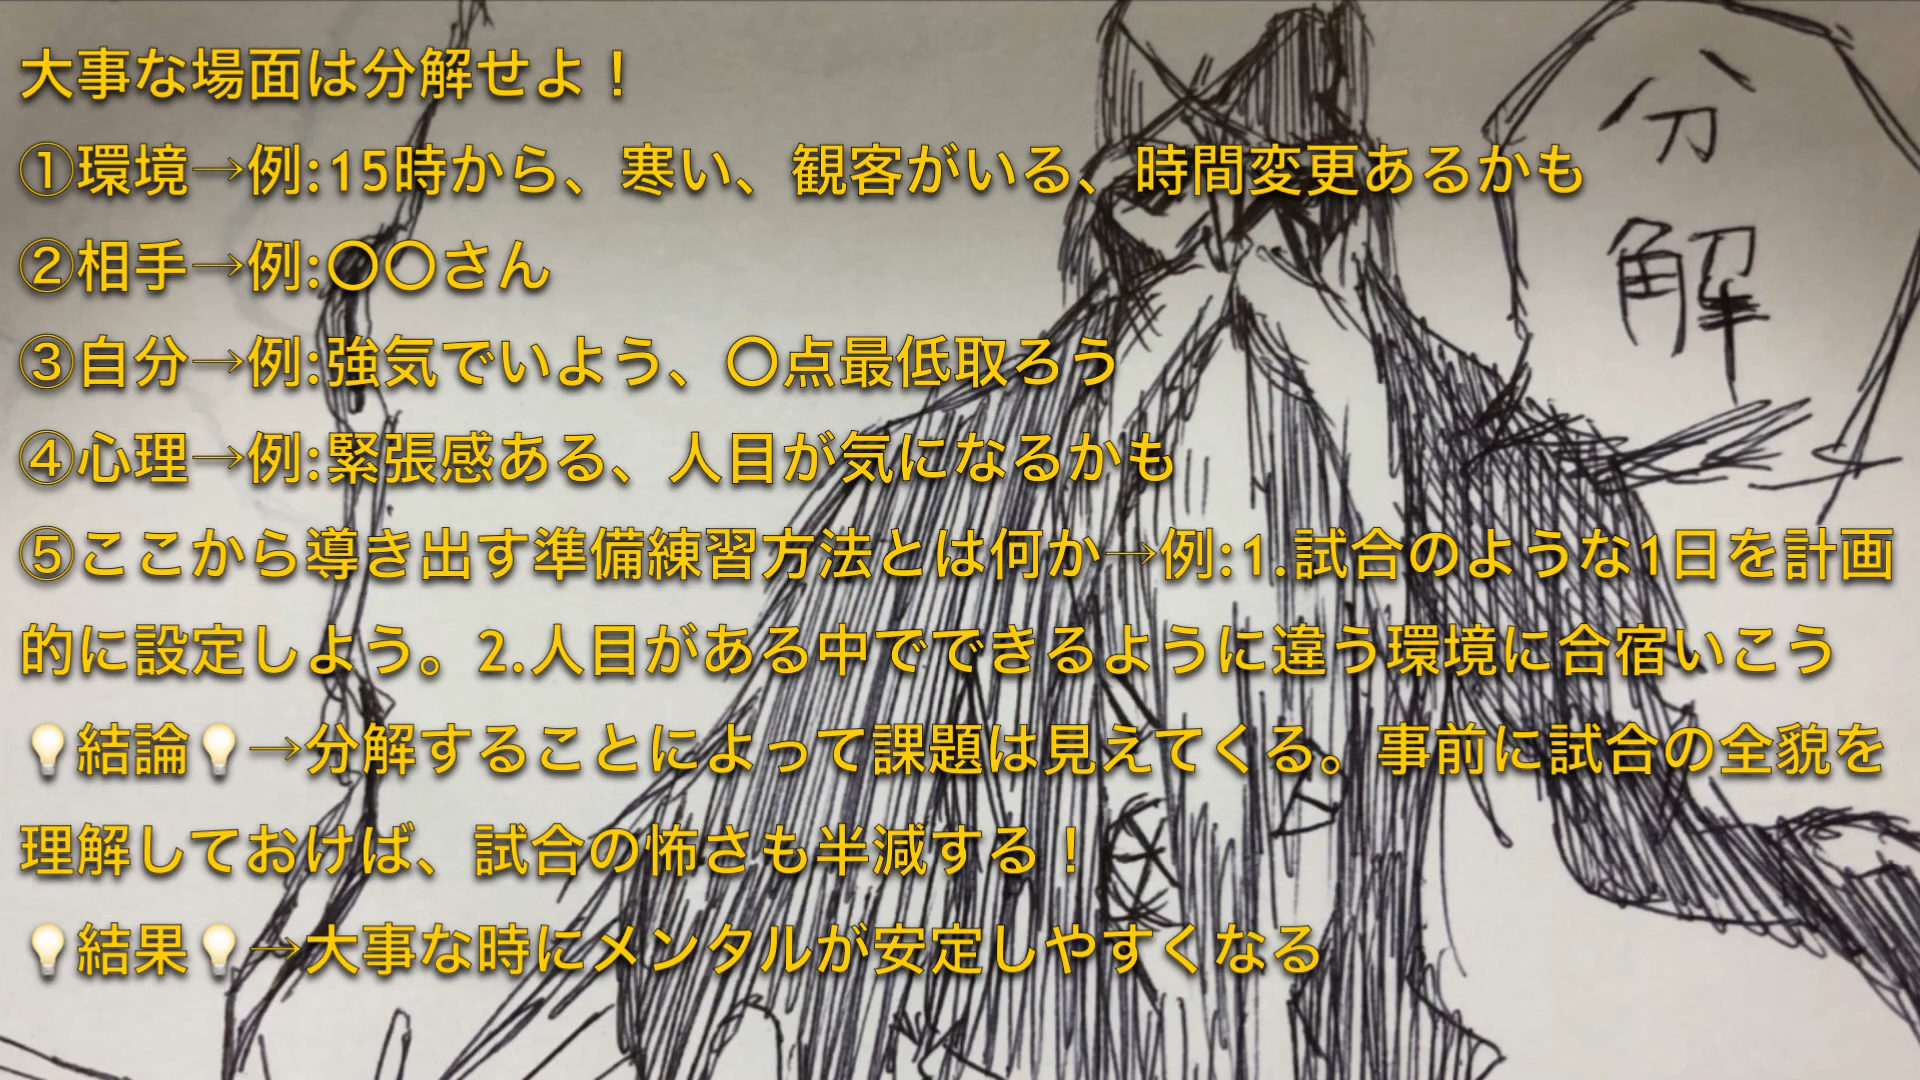 大事な場面は分解せよ！
①環境→例:15時から、寒い、観客がいる、時間変更あるかも
②相手→例:〇〇さん
③自分→例:強気でいよう、〇点最低取ろう
④心理→例:緊張感ある、人目が気になるかも
⑤ここから導き出す準備練習方法とは何か→例:1.試合のような1日を計画
的に設定しよう。2.人目がある中でできるように違う環境に合宿いこう
💡結論💡→分解することによって課題は見えてくる。事前に試合の全貌を
理解しておけば、試合の怖さも半減する！
💡結果💡→大事な時にメンタルが安定しやすくなる
分解